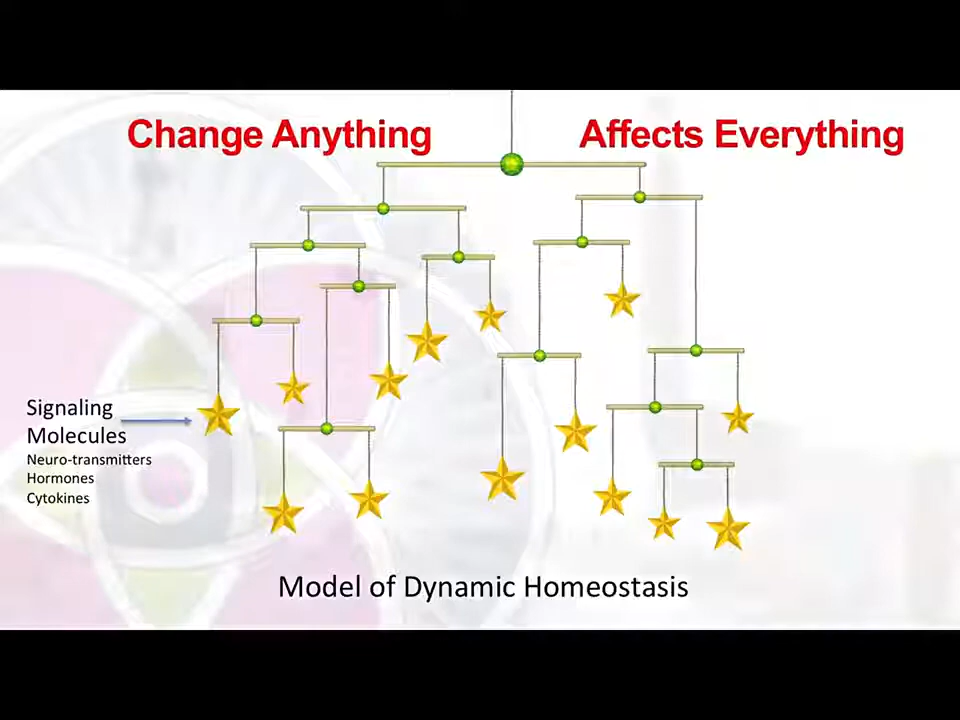 Change Anything
Affects Everything
Signaling
Molecules
Neuro-transmitters
Hormones
Cytokines
Model of Dynamic Homeostasis